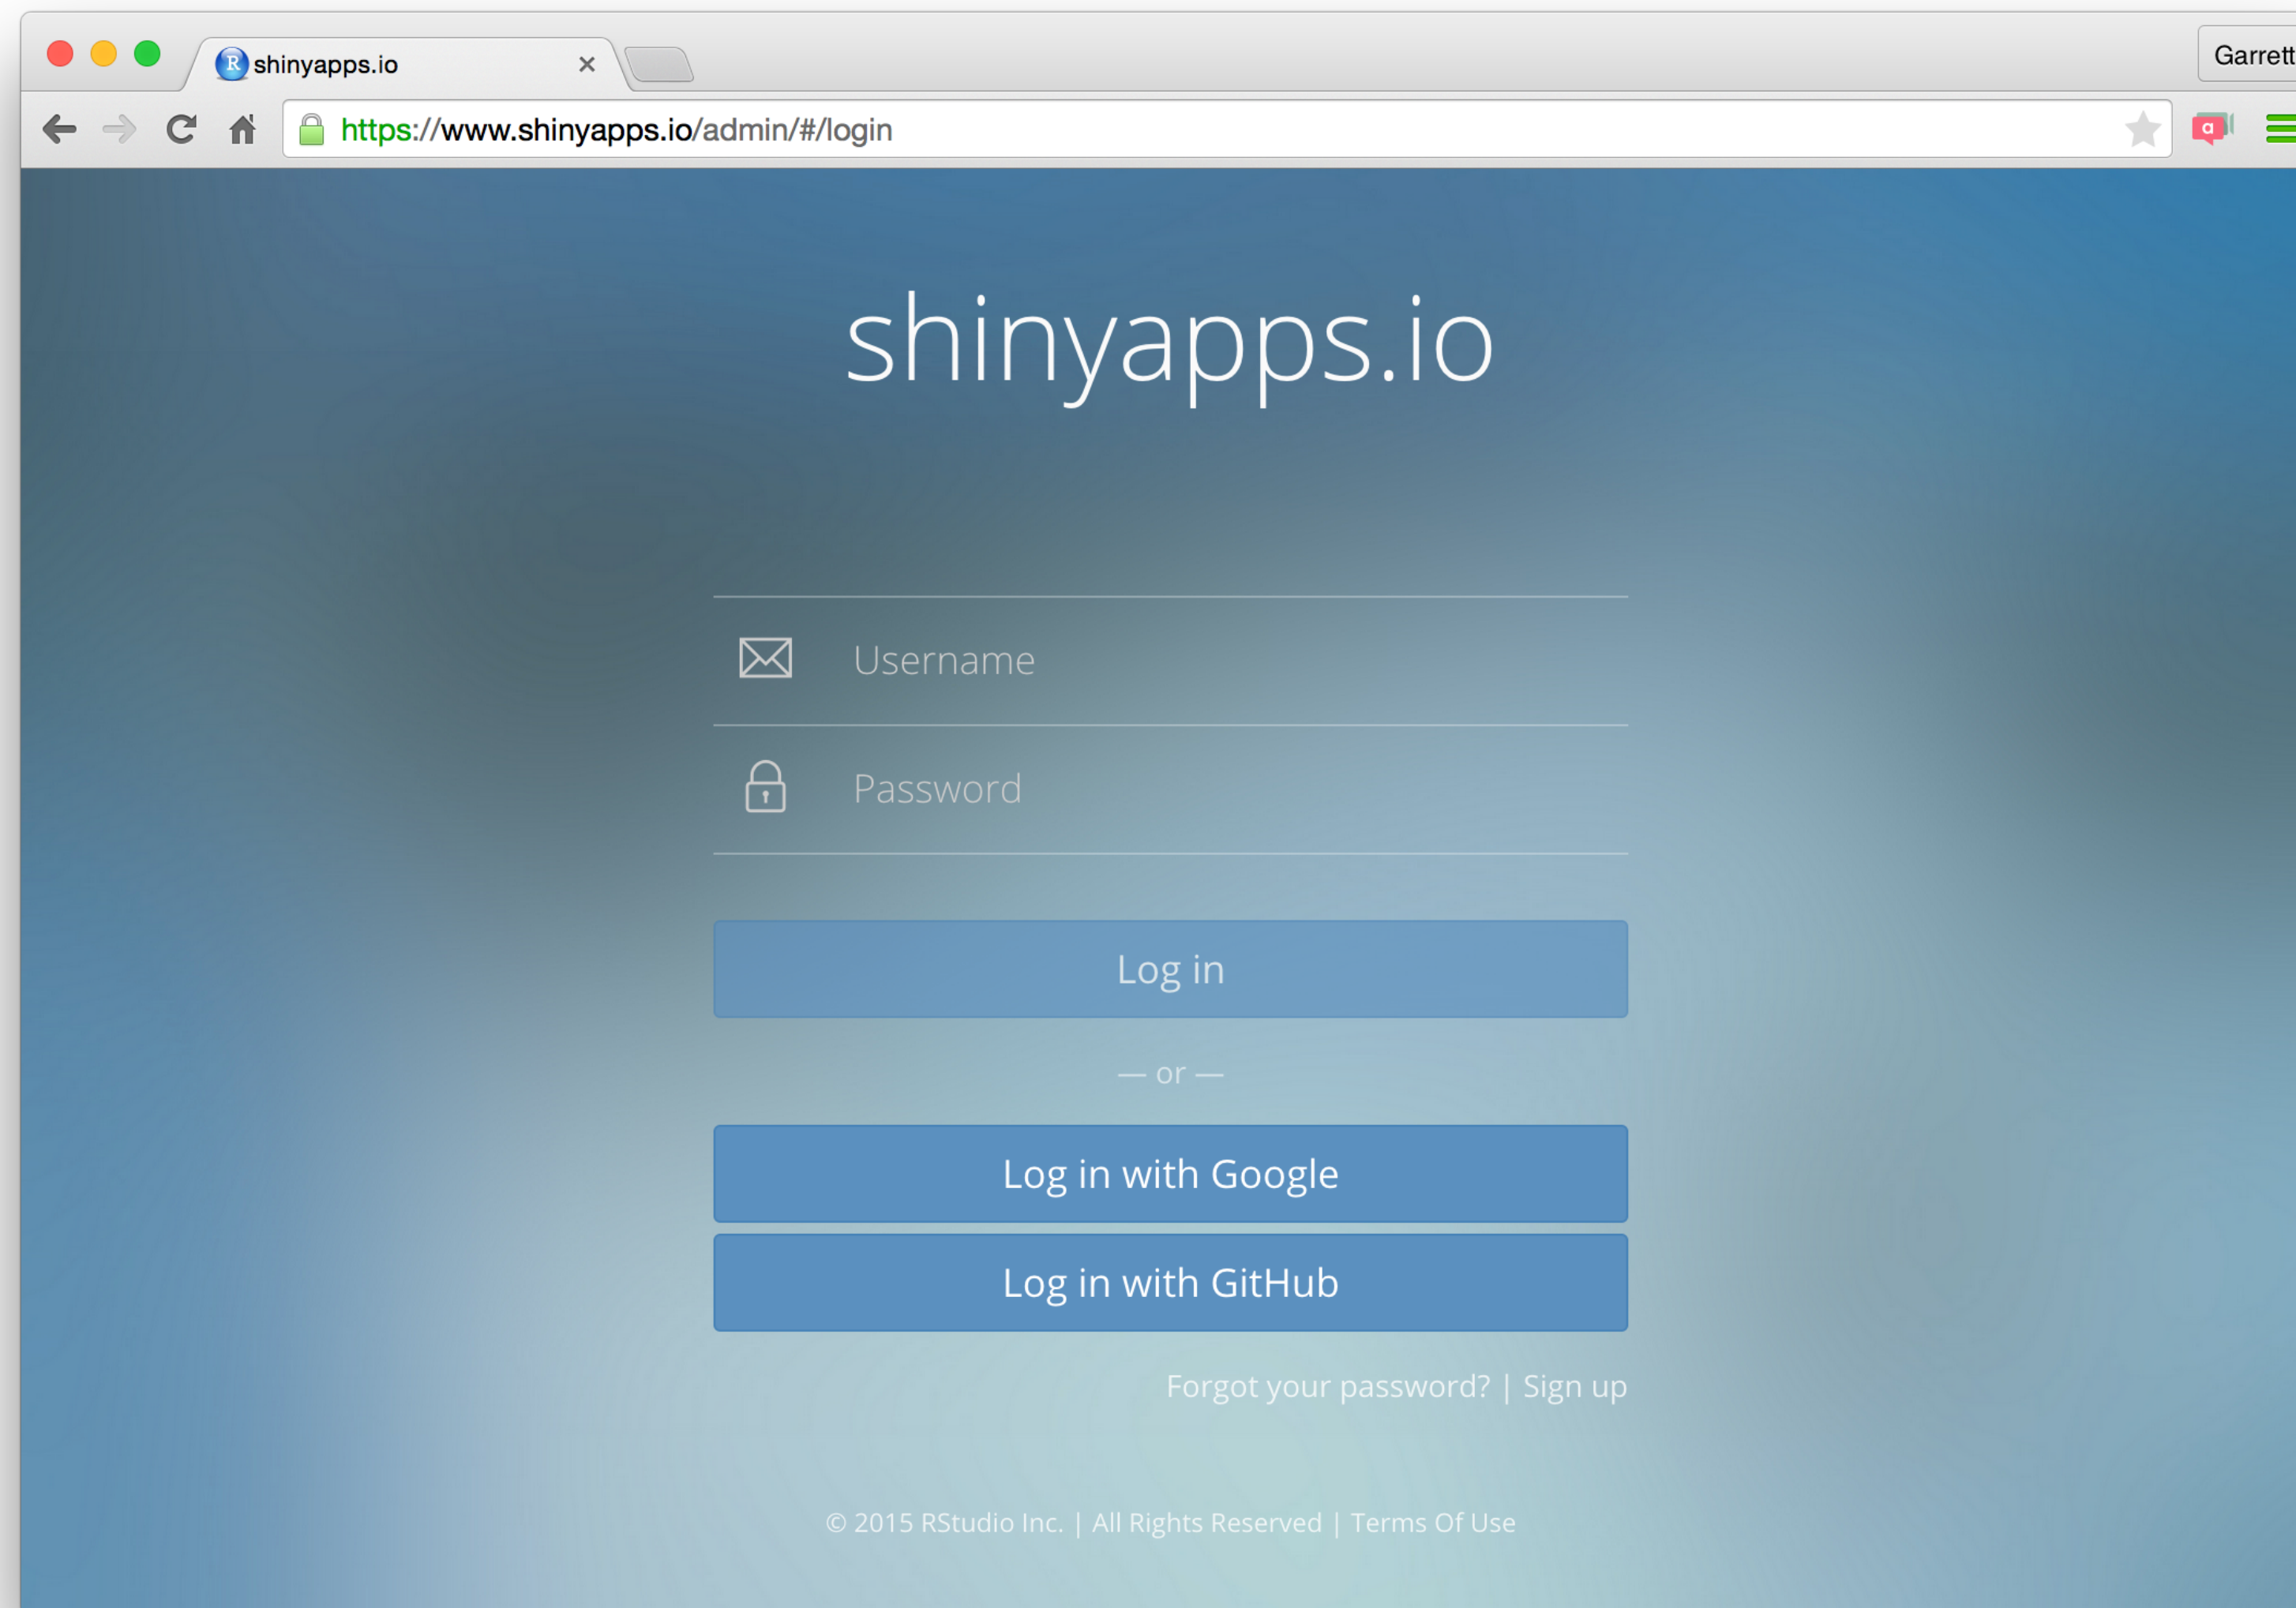 shinyapps.io
Garrett
https://www.shinyapps.io/admin/#/login
a
shinyapps.io
Username
Password
Log in
— or —
Log in with Google
Log in with GitHub
Forgot your password? | Sign up
© 2015 RStudio Inc. | All Rights Reserved | Terms Of Use